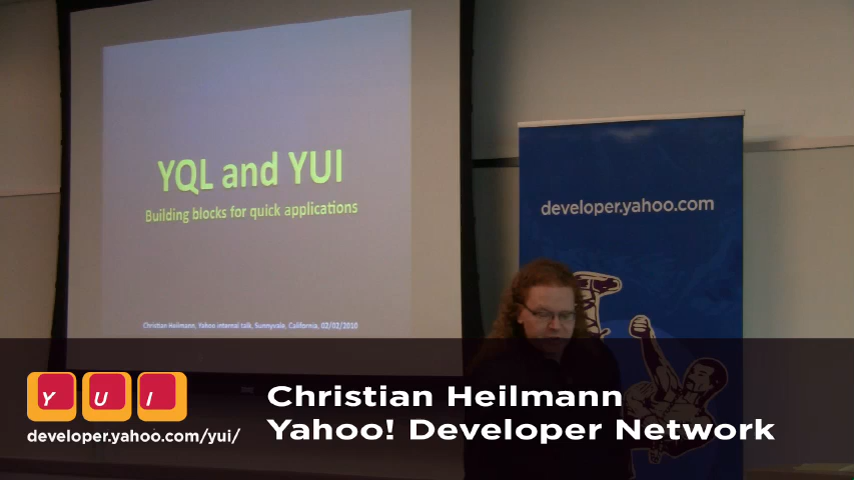 YQL and YUI
Building blocks for quick applications
Christian Heilmann, Yahoo internal talk, Sunnyvale, California, 02/02/2010
developer.yahoo.com
Y U I
developer.yahoo.com/yui/
Christian Heilmann
Yahoo! Developer Network